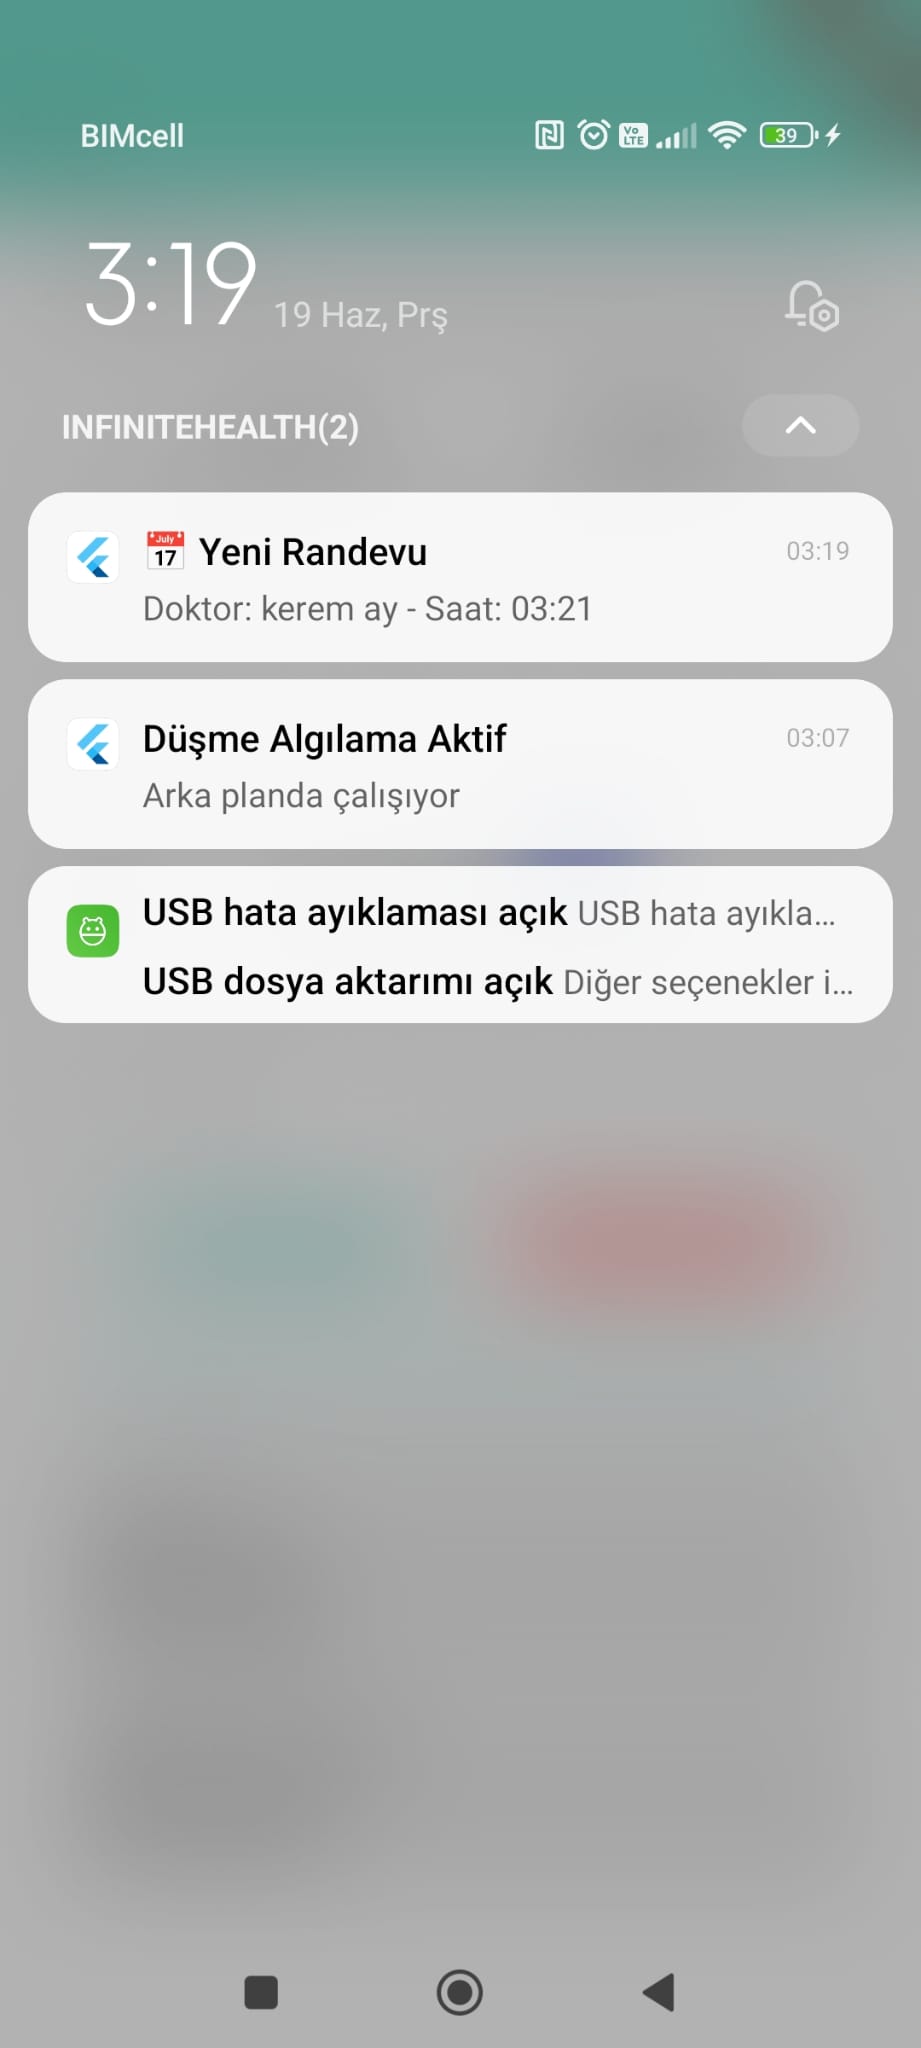 BIMcell
Vo
LTE
39
3:19 19 Haz, Prş
INFINITEHEALTH(2)
July
17
Yeni Randevu 03:19
Doktor: kerem ay - Saat: 03:21
Düşme Algılama Aktif 03:07
Arka planda çalışıyor
USB hata ayıklaması açık USB hata ayıkla...
USB dosya aktarımı açık Diğer seçenekler i...